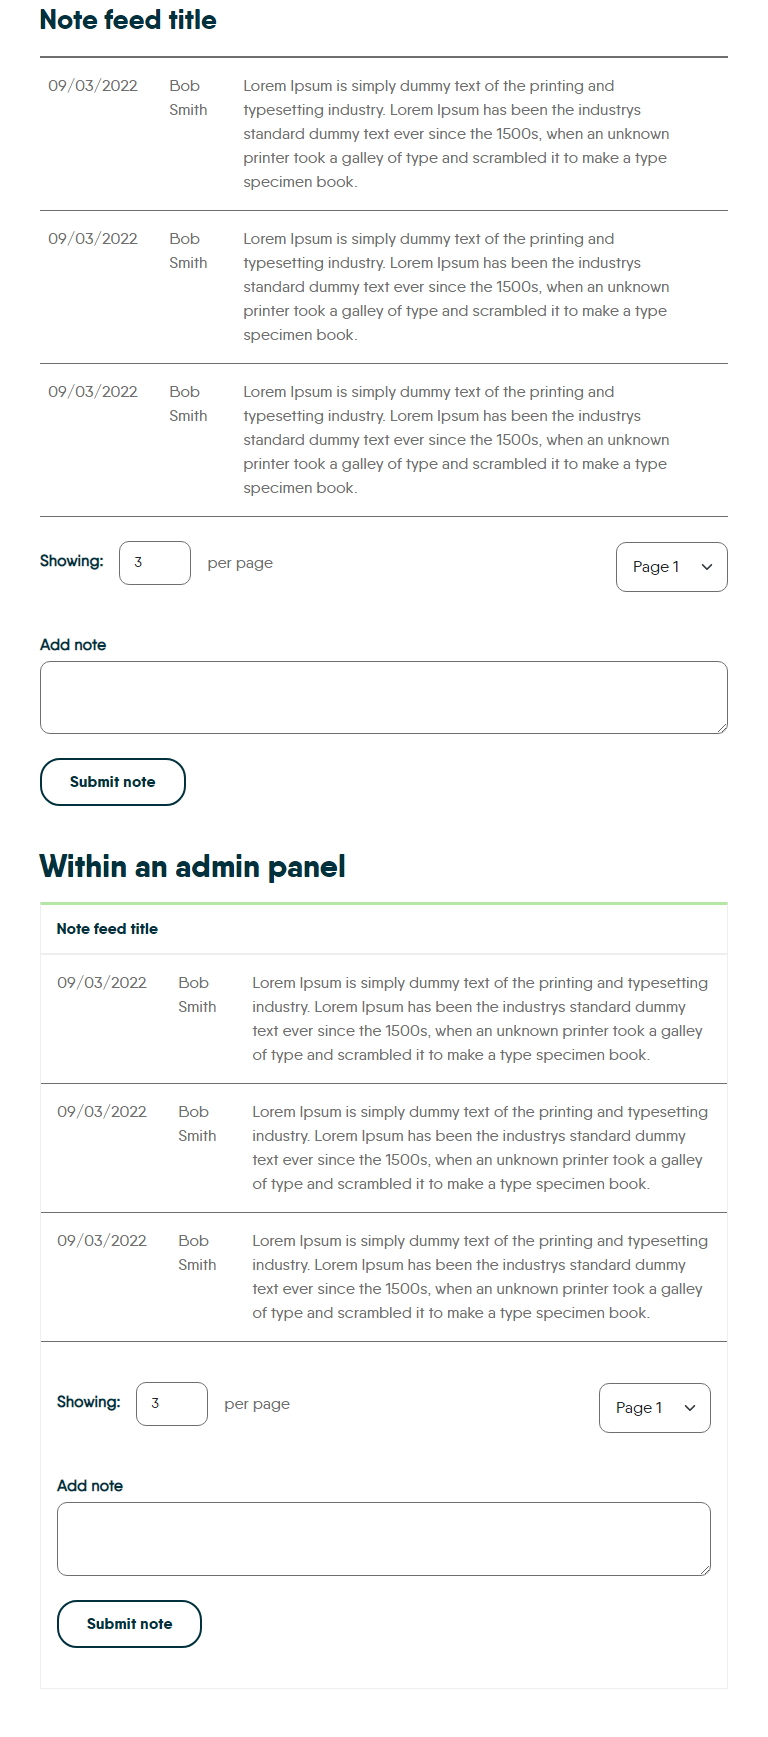 Note feed title
09/03/2022 Bob Smith Lorem Ipsum is simply dummy text of the printing and
typesetting industry. Lorem Ipsum has been the industrys
standard dummy text ever since the 1500s, when an unknown
printer took a galley of type and scrambled it to make a type
specimen book.
09/03/2022 Bob Smith Lorem Ipsum is simply dummy text of the printing and
typesetting industry. Lorem Ipsum has been the industrys
standard dummy text ever since the 1500s, when an unknown
printer took a galley of type and scrambled it to make a type
specimen book.
09/03/2022 Bob Smith Lorem Ipsum is simply dummy text of the printing and
typesetting industry. Lorem Ipsum has been the industrys
standard dummy text ever since the 1500s, when an unknown
printer took a galley of type and scrambled it to make a type
specimen book.
Showing: 3 per page Page 1
Add note
Submit note
Within an admin panel
Note feed title
09/03/2022 Bob Smith Lorem Ipsum is simply dummy text of the printing and typesetting
industry. Lorem Ipsum has been the industrys standard dummy
text ever since the 1500s, when an unknown printer took a galley
of type and scrambled it to make a type specimen book.
09/03/2022 Bob Smith Lorem Ipsum is simply dummy text of the printing and typesetting
industry. Lorem Ipsum has been the industrys standard dummy
text ever since the 1500s, when an unknown printer took a galley
of type and scrambled it to make a type specimen book.
09/03/2022 Bob Smith Lorem Ipsum is simply dummy text of the printing and typesetting
industry. Lorem Ipsum has been the industrys standard dummy
text ever since the 1500s, when an unknown printer took a galley
of type and scrambled it to make a type specimen book.
Showing: 3 per page Page 1
Add note
Submit note